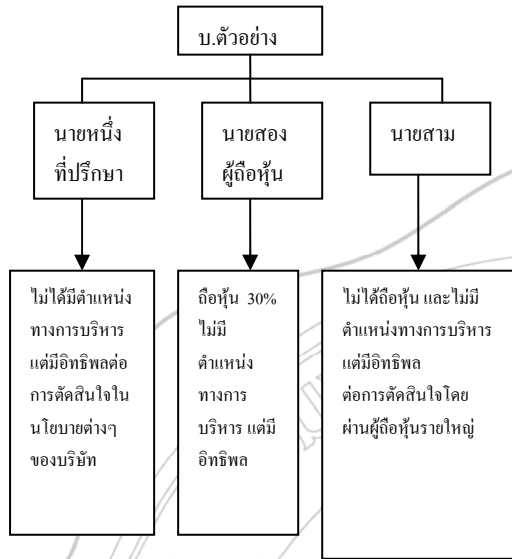 บ.ตัวอย่าง
นายหนึ่ง
ที่ปรึกษา
นายสอง
ผู้ถือหุ้น
นายสาม
ไม่ได้มีตำแหน่ง
ทางการบริหาร
แต่มีอิทธิพลต่อ
การตัดสินใจใน
นโยบายต่างๆ
ของบริษัท
ถือหุ้น 30%
ไม่มี
ตำแหน่ง
ทางการ
บริหาร แต่มี
อิทธิพล
ไม่ได้ถือหุ้น และไม่มี
ตำแหน่งทางการบริหาร
แต่มีอิทธิพล
ต่อการตัดสินใจโดย
ผ่านผู้ถือหุ้นรายใหญ่